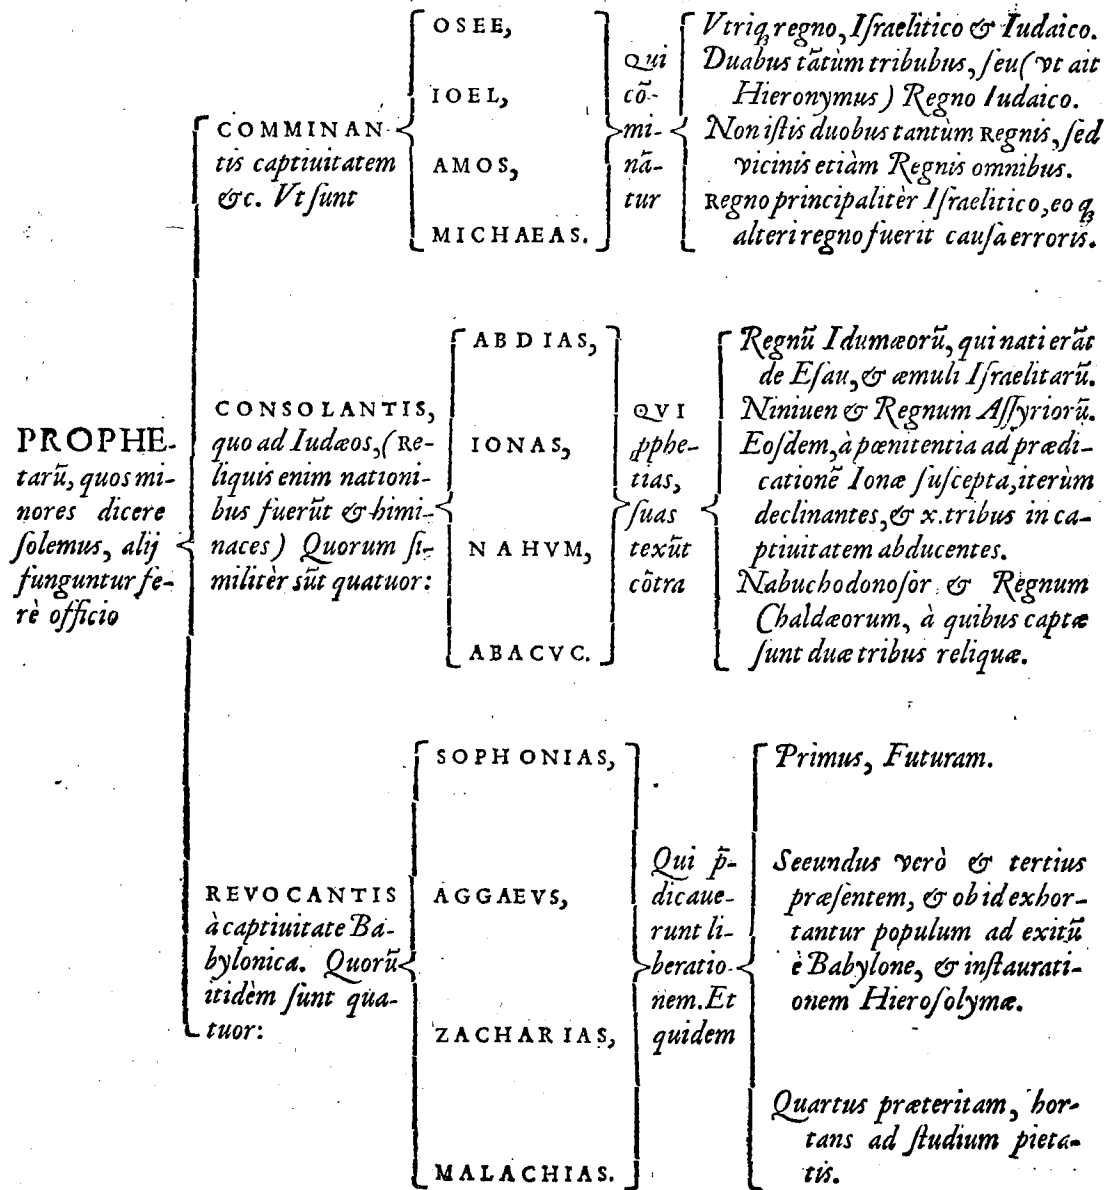 PROPHE-
tarũ, quos mi-
nores dicere
ſolemus, alij
funguntur fe-
rè officio
COMMINAN
tis captiuitatem
&c. Vt ſunt
OSEE,
IOEL,
AMOS,
MICHAEAS.
Qui
cõ-
mi-
nã-
tur
Vtriqꝫ regno, Iſraelitico & Iudaico.
Duabus tãtùm tribubus, ſeu (vt ait
Hieronymus) Regno Iudaico.
Non iſtis duobus tantùm Regnis, ſed
vicinis etiàm Regnis omnibus.
Regno principalitèr Iſraelitico, eo qꝫ
alteri regno fuerit cauſa erroris.
CONSOLANTIS,
quo ad Iudæos, (Re-
liquis enim nationi-
bus fuerũt & himi-
naces) Quorum ſi-
militèr sũt quatuor:
ABDIAS,
IONAS,
NAHVM,
ABACVC.
QVI
ꝓphe-
tias,
ſuas
texũt
cõtra
Regnũ Idumæorũ, qui nati erãt
de Eſau, & æmuli Iſraelitarũ.
Niniuen & Regnum Aſſyriorũ.
Eoſdem, à pœnitentia ad prædi-
cationẽ Ionæ ſuſcepta, iterùm
declinantes, & x. tribus in ca-
ptiuitatem abducentes.
Nabuchodonoſor & Regnum
Chaldæorum, à quibus captæ
ſunt duæ tribus reliquæ.
REVOCANTIS
à captiuitate Ba-
bylonica. Quorũ
itidèm ſunt qua-
tuor:
SOPHONIAS,
AGGAEVS,
ZACHARIAS,
MALACHIAS.
Qui p̃-
dicaue-
runt li-
beratio-
nem. Et
quidem
Primus, Futuram.
Seeundus verò & tertius
præſentem, & ob id exhor-
tantur populum ad exitũ
è Babylone, & inſtaurati-
onem Hieroſolymæ.
Quartus præteritam, hor-
tans ad ſtudium pieta-
tis.